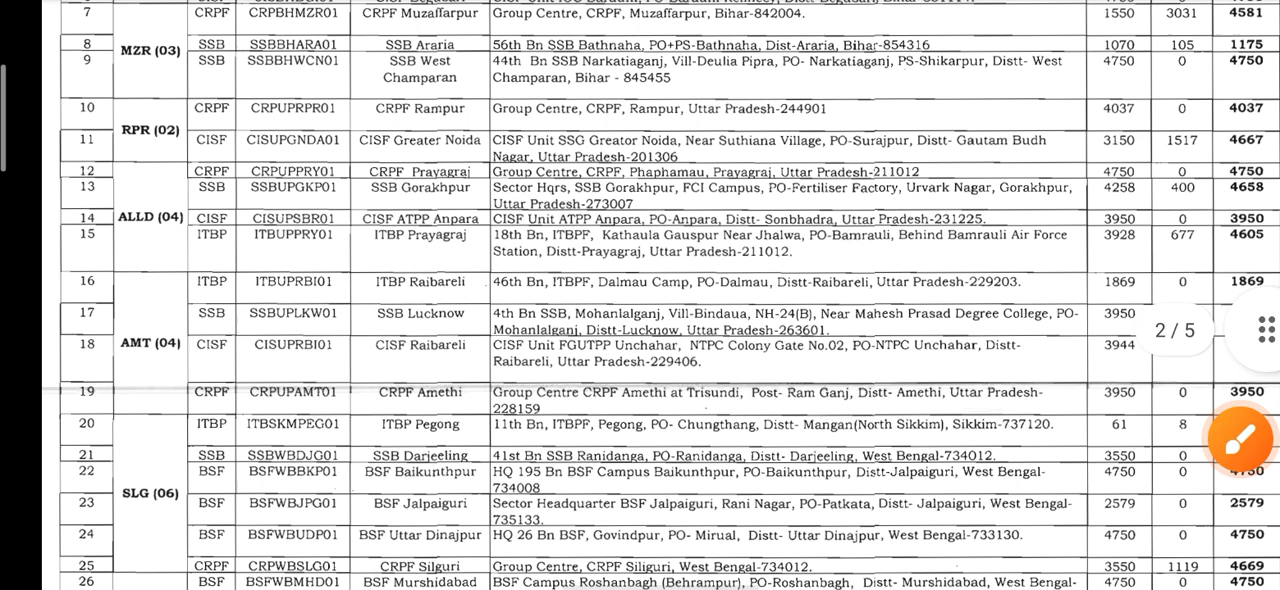 7 CRPF CRPBHMZR01 CRPF Muzaffarpur Group Centre, CRPF, Muzaffarpur, Bihar-842004. 1550 3031 4581
MZR (03)
8 SSB SSBBHARA01 SSB Araria 56th Bn SSB Bathnaha, PO+PS-Bathnaha, Dist-Araria, Bihar-854316 1070 105 1175
9 SSB SSBBHWCN01 SSB West 44th Bn SSB Narkatiaganj, Vill-Deulia Pipra, PO- Narkatiaganj, PS-Shikarpur, Distt- West 4750 0 4750
Champaran Champaran, Bihar - 845455
10 CRPF CRPUPRPR01 CRPF Rampur Group Centre, CRPF, Rampur, Uttar Pradesh-244901 4037 0 4037
RPR (02)
11 CISF CISUPGNDA01 CISF Greater Noida CISF Unit SSG Greator Noida, Near Suthiana Village, PO-Surajpur, Distt- Gautam Budh 3150 1517 4667
Nagar, Uttar Pradesh-201306
12 CRPF CRPUPPRY01 CRPF Prayagraj Group Centre, CRPF, Phaphamau, Prayagraj, Uttar Pradesh-211012 4750 0 4750
13 SSB SSBUPGKP01 SSB Gorakhpur Sector Hqrs, SSB Gorakhpur, FCI Campus, PO-Fertiliser Factory, Urvark Nagar, Gorakhpur, 4258 400 4658
Uttar Pradesh-273007
ALLD (04)
14 CISF CISUPSBR01 CISF ATPP Anpara CISF Unit ATPP Anpara, PO-Anpara, Distt- Sonbhadra, Uttar Pradesh-231225. 3950 0 3950
15 ITBP ITBUPPRY01 ITBP Prayagraj 18th Bn, ITBPF, Kathaula Gauspur Near Jhalwa, PO-Bamrauli, Behind Bamrauli Air Force 3928 677 4605
Station, Distt-Prayagraj, Uttar Pradesh-211012.
16 ITBP ITBUPRBI01 ITBP Raibareli 46th Bn, ITBPF, Dalmau Camp, PO-Dalmau, Distt-Raibareli, Uttar Pradesh-229203. 1869 0 1869
17 SSB SSBUPLKW01 SSB Lucknow 4th Bn SSB, Mohanlalganj, Vill-Bindaua, NH-24(B), Near Mahesh Prasad Degree College, PO- 3950
Mohanlalganj, Distt-Lucknow, Uttar Pradesh-263601.
2/5
AMT (04)
18 CISF CISUPRBI01 CISF Raibareli CISF Unit FGUTPP Unchahar, NTPC Colony Gate No.02, PO-NTPC Unchahar, Distt- 3944
Raibareli, Uttar Pradesh-229406.
19 CRPF CRPUPAMT01 CRPF Amethi Group Centre CRPF Amethi at Trisundi, Post- Ram Ganj, Distt- Amethi, Uttar Pradesh- 3950 0 3950
228159
20 ITBP ITBSKMPEG01 ITBP Pegong 11th Bn, ITBPF, Pegong, PO- Chungthang, Distt- Mangan(North Sikkim), Sikkim-737120. 61 8
21 SSB SSBWBDJG01 SSB Darjeeling 41st Bn SSB Ranidanga, PO-Ranidanga, Distt- Darjeeling, West Bengal-734012. 3550 0
22 BSF BSFWBBKP01 BSF Baikunthpur HQ 195 Bn BSF Campus Baikunthpur, PO-Baikunthpur, Distt-Jalpaiguri, West Bengal- 4750 0 4750
734008
SLG (06)
23 BSF BSFWBJPG01 BSF Jalpaiguri Sector Headquarter BSF Jalpaiguri, Rani Nagar, PO-Patkata, Distt- Jalpaiguri, West Bengal- 2579 0 2579
735133.
24 BSF BSFWBUDP01 BSF Uttar Dinajpur HQ 26 Bn BSF, Govindpur, PO- Mirual, Distt- Uttar Dinajpur, West Bengal-733130. 4750 0 4750
25 CRPF CRPWBSLG01 CRPF Silguri Group Centre, CRPF Siliguri, West Bengal-734012. 3550 1119 4669
26 BSF BSFWBMHD01 BSF Murshidabad BSF Campus Roshanbagh (Behrampur), PO-Roshanbagh, Distt- Murshidabad, West Bengal- 4750 0 4750